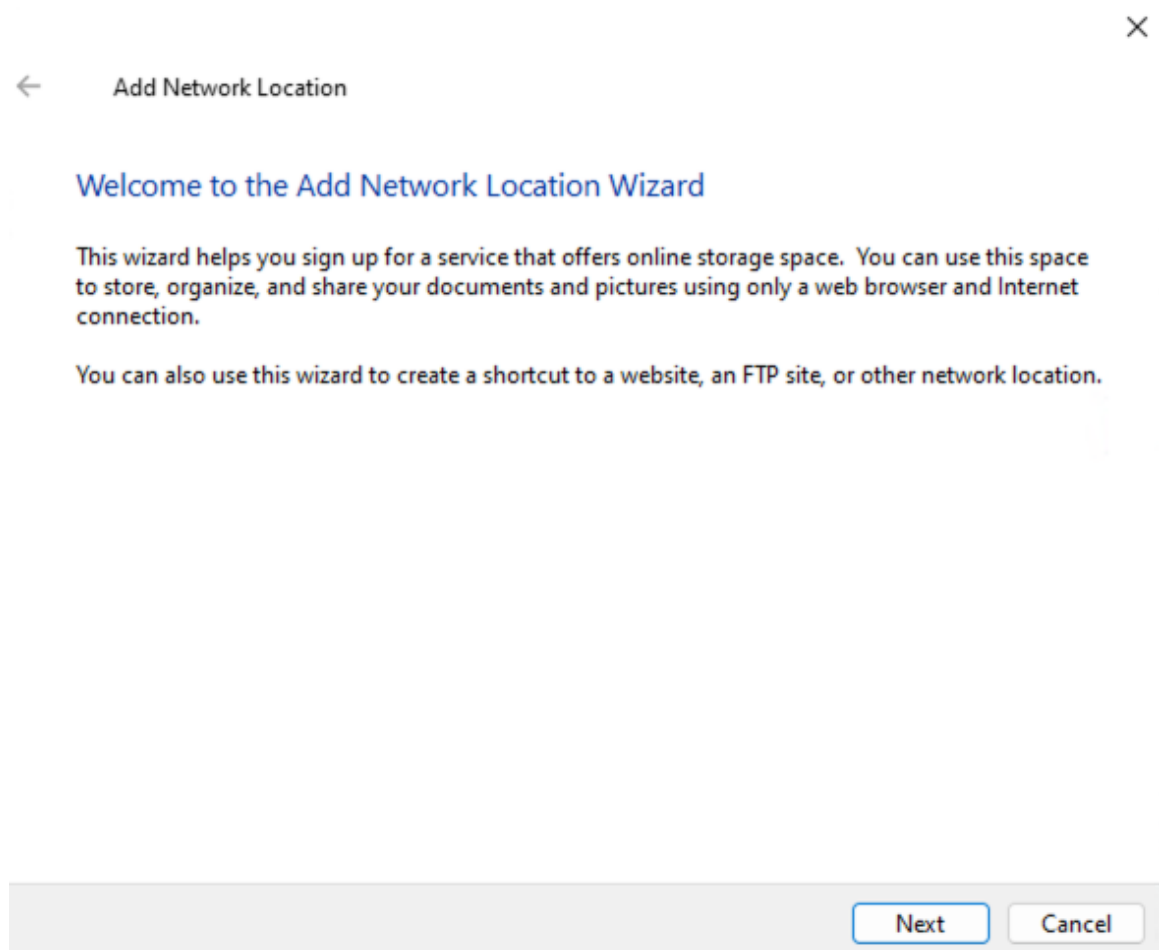 Add Network Location
Welcome to the Add Network Location Wizard
This wizard helps you sign up for a service that offers online storage space.  You can use this space
to store, organize, and share your documents and pictures using only a web browser and Internet
connection.
You can also use this wizard to create a shortcut to a website, an FTP site, or other network location.
Next
Cancel